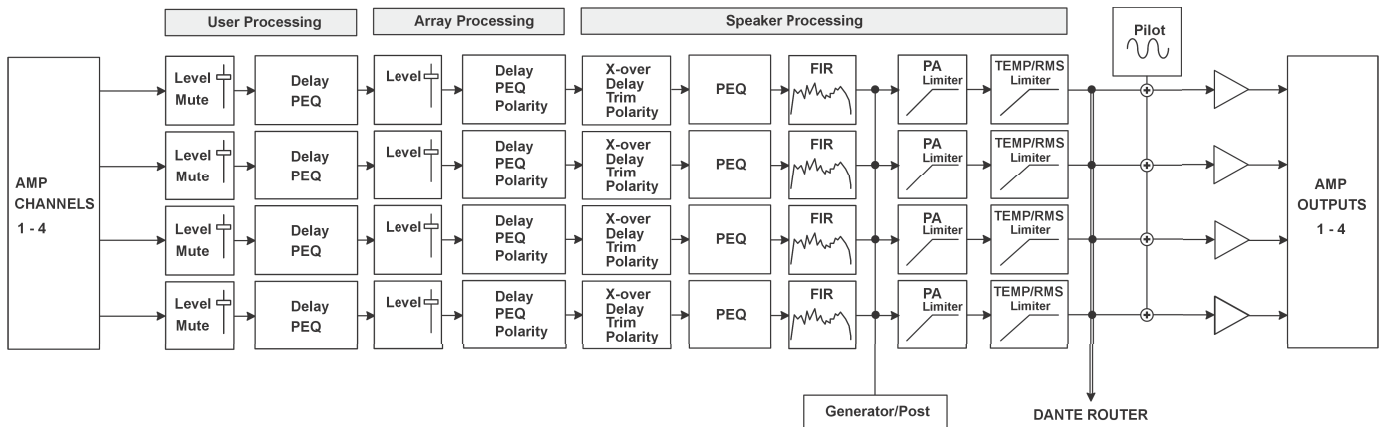 User Processing
Array Processing
Speaker Processing
Pilot
AMP
CHANNELS
1 - 4
Level
Mute
Delay
PEQ
Level
Delay
PEQ
Polarity
X-over
Delay
Trim
Polarity
PEQ
FIR
PA
Limiter
TEMP/RMS
Limiter
Level
Mute
Delay
PEQ
Level
Delay
PEQ
Polarity
X-over
Delay
Trim
Polarity
PEQ
FIR
PA
Limiter
TEMP/RMS
Limiter
Level
Mute
Delay
PEQ
Level
Delay
PEQ
Polarity
X-over
Delay
Trim
Polarity
PEQ
FIR
PA
Limiter
TEMP/RMS
Limiter
Level
Mute
Delay
PEQ
Level
Delay
PEQ
Polarity
X-over
Delay
Trim
Polarity
PEQ
FIR
PA
Limiter
TEMP/RMS
Limiter
AMP
OUTPUTS
1 - 4
Generator/Post
DANTE ROUTER